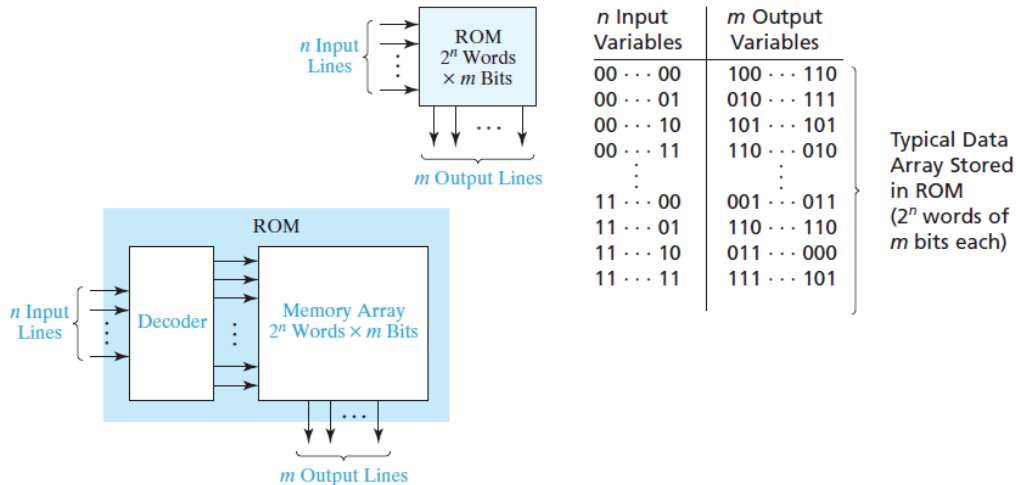 n Input
Lines
ROM
2ⁿ Words
× m Bits
...
m Output Lines
n Input
Variables
m Output
Variables
00 · · · 00 100 · · · 110
00 · · · 01 010 · · · 111
00 · · · 10 101 · · · 101
00 · · · 11 110 · · · 010
11 · · · 00 001 · · · 011
11 · · · 01 110 · · · 110
11 · · · 10 011 · · · 000
11 · · · 11 111 · · · 101
Typical Data
Array Stored
in ROM
(2ⁿ words of
m bits each)
ROM
n Input
Lines
Decoder
Memory Array
2ⁿ Words × m Bits
...
m Output Lines